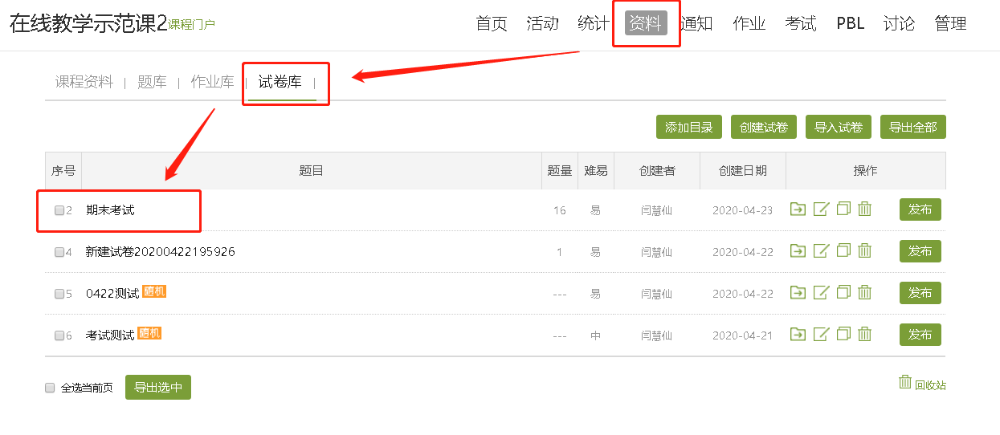 在线教学示范课2 课程门户 首页 活动 统计 资料 通知 作业 考试 PBL 讨论 管理
课程资料 | 题库 | 作业库 | 试卷库 |
添加目录 创建试卷 导入试卷 导出全部
序号 题目 题量 难易 创建者 创建日期 操作
2 期末考试 16 易 闫慧仙 2020-04-23 发布
4 新建试卷20200422195926 1 易 闫慧仙 2020-04-22 发布
5 0422测试 随机 --- 易 闫慧仙 2020-04-22 发布
6 考试测试 随机 --- 中 闫慧仙 2020-04-21 发布
全选当前页 导出选中 回收站